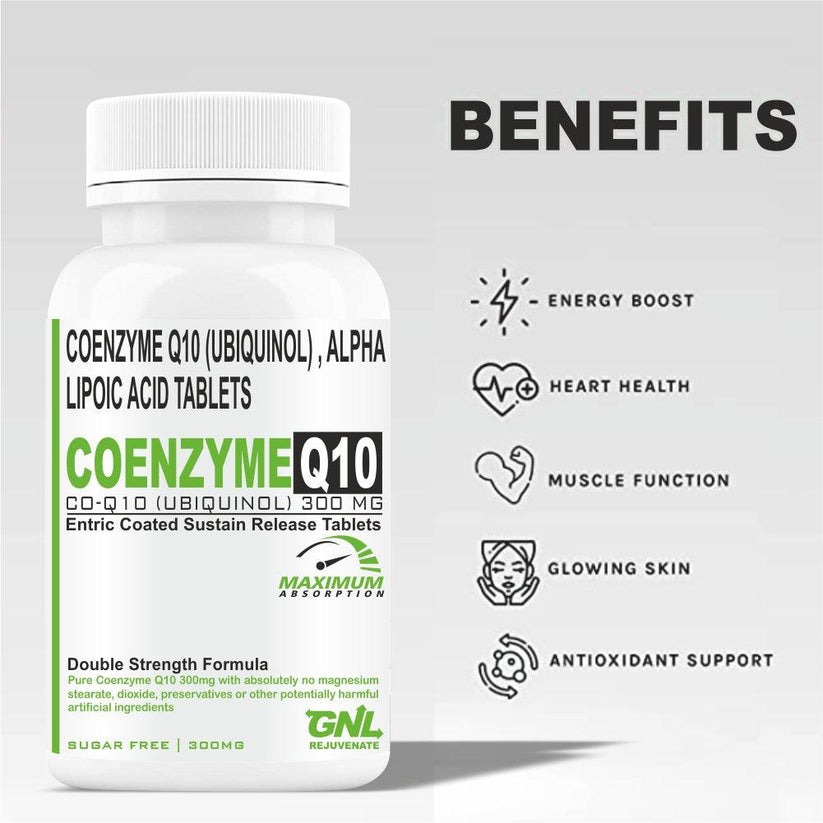 BENEFITS
ENERGY BOOST
HEART HEALTH
MUSCLE FUNCTION
GLOWING SKIN
ANTIOXIDANT SUPPORT
COENZYME Q10 (UBIQUINOL) , ALPHA
LIPOIC ACID TABLETS
COENZYME Q10
CO-Q10 (UBIQUINOL) 300 MG
Entric Coated Sustain Release Tablets
MAXIMUM
ABSORPTION
Double Strength Formula
Pure Coenzyme Q10 300mg with absolutely no magnesium
stearate, dioxide, preservatives or other potentially harmful
artificial ingredients
GNL
REJUVENATE
SUGAR FREE | 300MG